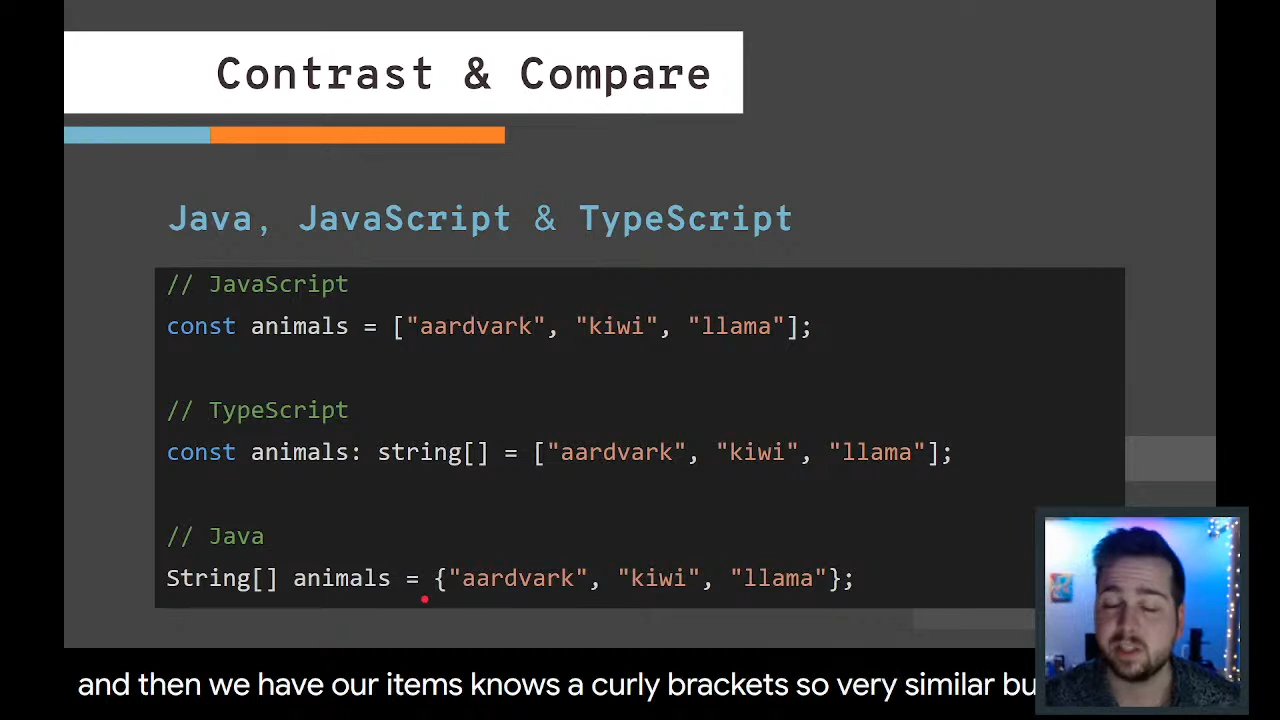 Contrast & Compare
Java, JavaScript & TypeScript
// JavaScript
const animals = ["aardvark", "kiwi", "llama"];
// TypeScript
const animals: string[] = ["aardvark", "kiwi", "llama"];
// Java
String[] animals = {"aardvark", "kiwi", "llama"};
and then we have our items knows a curly brackets so very similar bu